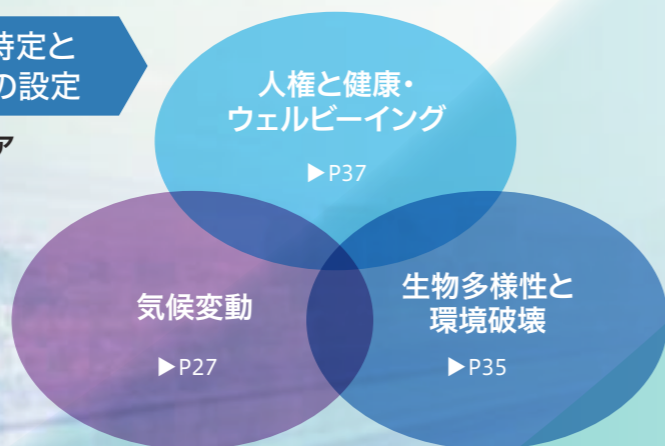 特定と
の設定
ア
人権と健康・
ウェルビーイング
▶P37
気候変動
▶P27
生物多様性と
環境破壊
▶P35